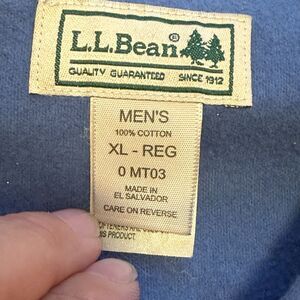 L.L.Bean®
QUALITY GUARANTEED SINCE 1912
MEN'S
100% COTTON
XL - REG
0 MT03
MADE IN
EL SALVADOR
CARE ON REVERSE
PRODUCT